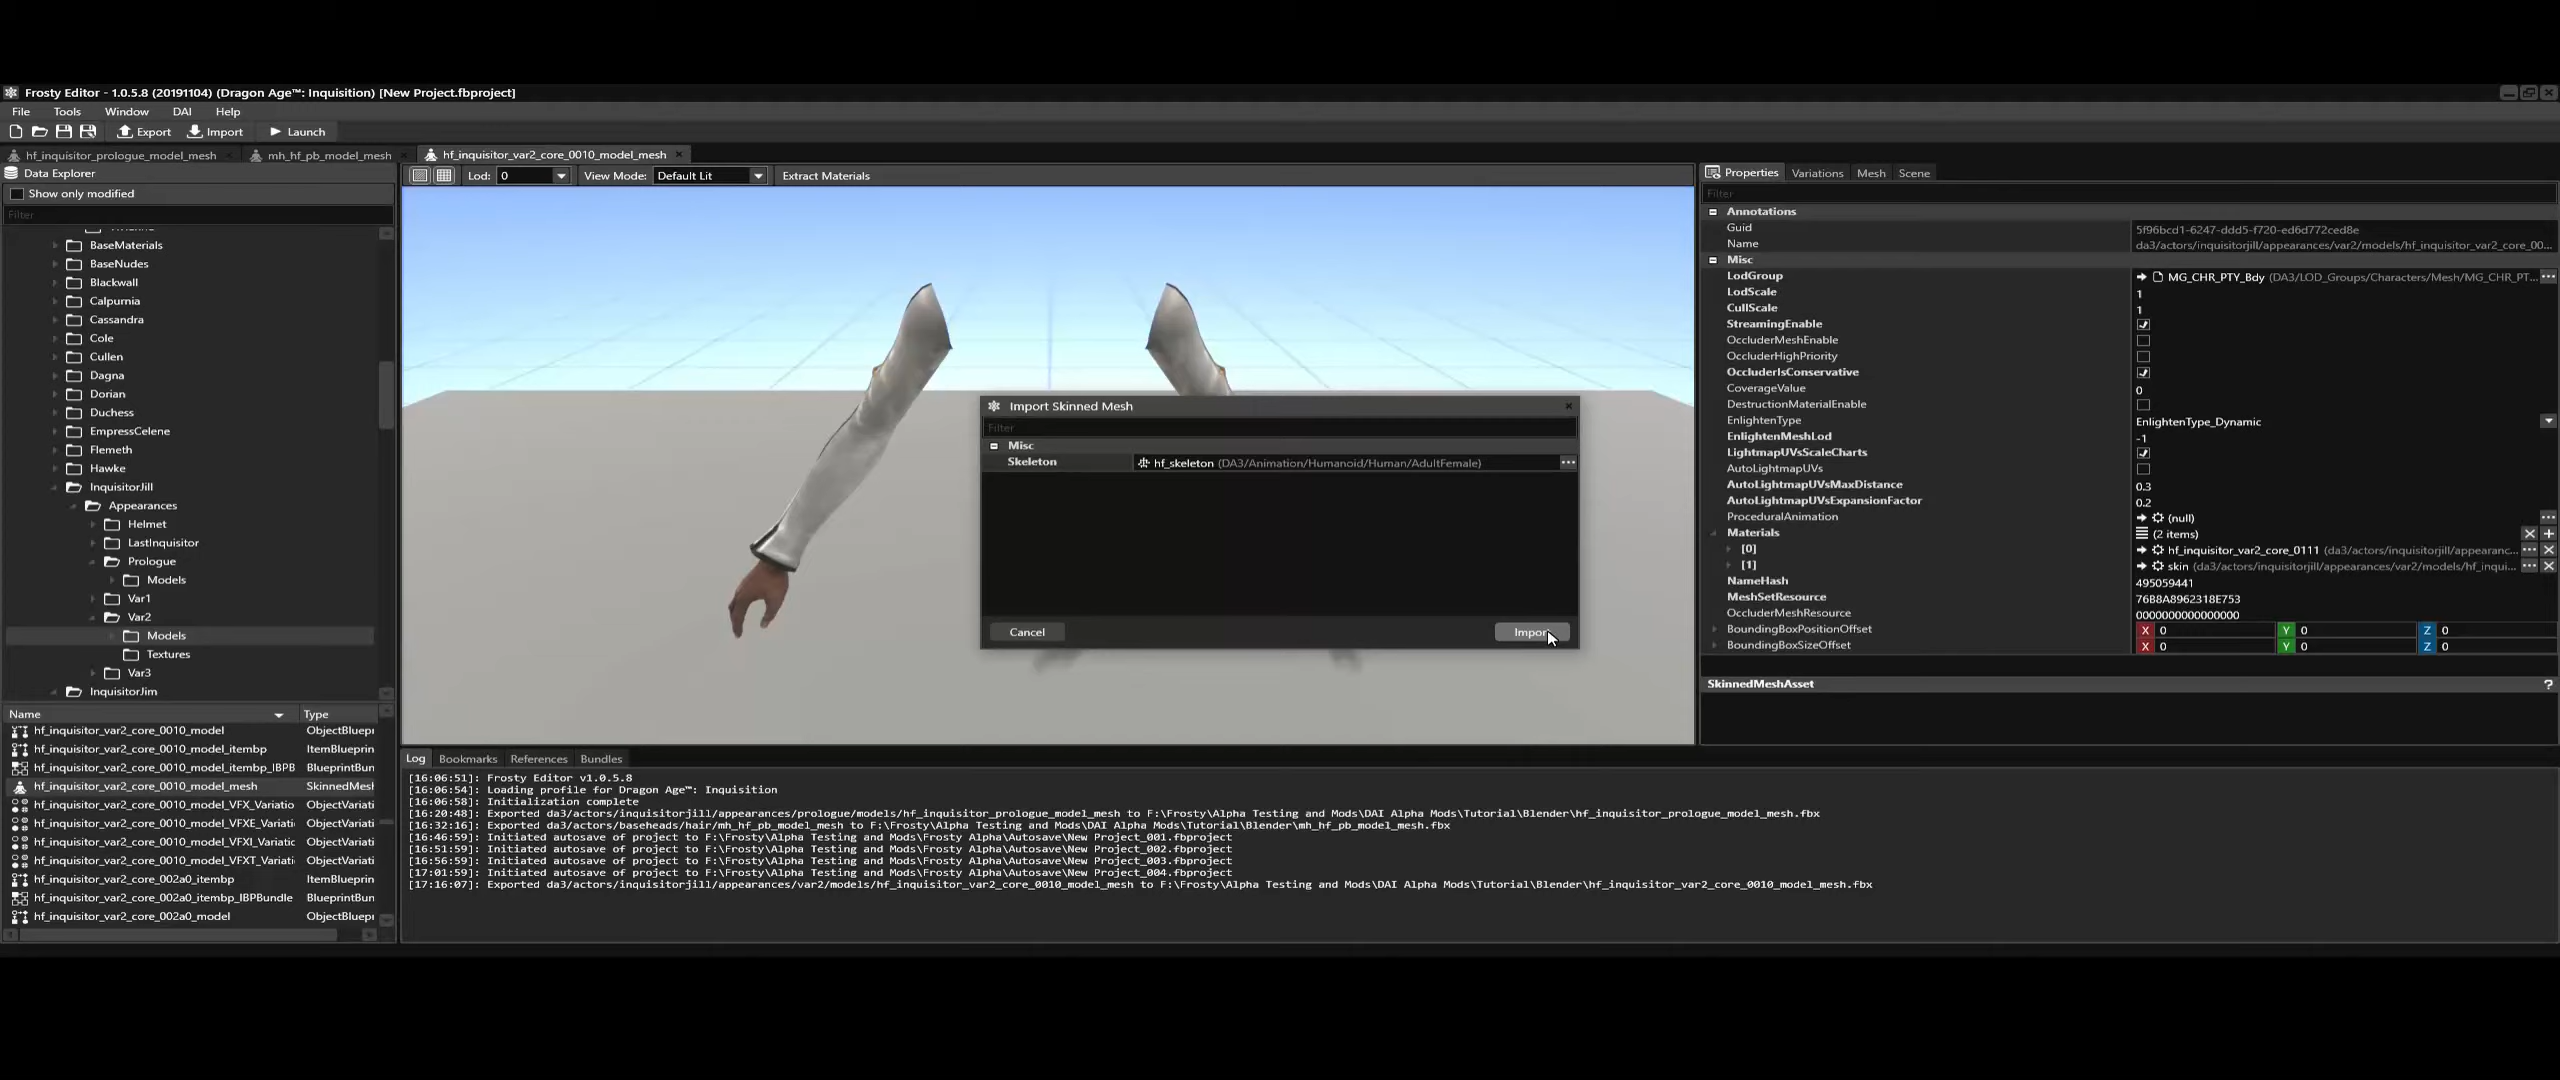 Frosty Editor - 1.0.5.8 (20191104) (Dragon Age™: Inquisition) [New Project.fbproject]
File Tools Window DAI Help
Export Import Launch
hf_inquisitor_prologue_model_mesh mh_hf_pb_model_mesh hf_inquisitor_var2_core_0010_model_mesh
Data Explorer
Show only modified
Filter
BaseMaterials
BaseNudes
Blackwall
Calpurnia
Cassandra
Cole
Cullen
Dagna
Dorian
Duchess
EmpressCelene
Flemeth
Hawke
InquisitorJill
Appearances
Helmet
LastInquisitor
Prologue
Models
Var1
Var2
Models
Textures
Var3
InquisitorJim
Name Type
hf_inquisitor_var2_core_0010_model ObjectBluepr
hf_inquisitor_var2_core_0010_model_itembp ItemBlueprin
hf_inquisitor_var2_core_0010_model_itembp_IBPB BlueprintBun
hf_inquisitor_var2_core_0010_model_mesh SkinnedMesl
hf_inquisitor_var2_core_0010_model_VFX_Variatio ObjectVariati
hf_inquisitor_var2_core_0010_model_VFXE_Variati ObjectVariati
hf_inquisitor_var2_core_0010_model_VFXI_Variatic ObjectVariati
hf_inquisitor_var2_core_0010_model_VFXT_Variati ObjectVariati
hf_inquisitor_var2_core_002a0_itembp ItemBlueprin
hf_inquisitor_var2_core_002a0_itembp_IBPBundle BlueprintBun
hf_inquisitor_var2_core_002a0_model ObjectBluepr
Lod: 0 View Mode: Default Lit Extract Materials
Import Skinned Mesh
Filter
Misc
Skeleton hf_skeleton (DA3/Animation/Humanoid/Human/AdultFemale)
Cancel Import
Log Bookmarks References Bundles
[16:06:51]: Frosty Editor v1.0.5.8
[16:06:54]: Loading profile for Dragon Age™: Inquisition
[16:06:58]: Initialization complete
[16:20:48]: Exported da3/actors/inquisitorjill/appearances/prologue/models/hf_inquisitor_prologue_model_mesh to F:\Frosty\Alpha Testing and Mods\DAI Alpha Mods\Tutorial\Blender\hf_inquisitor_prologue_model_mesh.fbx
[16:32:16]: Exported da3/actors/baseheads/hair/mh_hf_pb_model_mesh to F:\Frosty\Alpha Testing and Mods\DAI Alpha Mods\Tutorial\Blender\mh_hf_pb_model_mesh.fbx
[16:46:59]: Initiated autosave of project to F:\Frosty\Alpha Testing and Mods\Frosty Alpha\Autosave\New Project_001.fbproject
[16:51:59]: Initiated autosave of project to F:\Frosty\Alpha Testing and Mods\Frosty Alpha\Autosave\New Project_002.fbproject
[16:56:59]: Initiated autosave of project to F:\Frosty\Alpha Testing and Mods\Frosty Alpha\Autosave\New Project_003.fbproject
[17:01:59]: Initiated autosave of project to F:\Frosty\Alpha Testing and Mods\Frosty Alpha\Autosave\New Project_004.fbproject
[17:16:07]: Exported da3/actors/inquisitorjill/appearances/var2/models/hf_inquisitor_var2_core_0010_model_mesh to F:\Frosty\Alpha Testing and Mods\DAI Alpha Mods\Tutorial\Blender\hf_inquisitor_var2_core_0010_model_mesh.fbx
Properties Variations Mesh Scene
Filter
Annotations
Guid 5f96bcd1-6247-ddd5-f720-ed6d772ced8e
Name da3/actors/inquisitorjill/appearances/var2/models/hf_inquisitor_var2_core_00...
Misc
LodGroup MG_CHR_PTY_Bdy (DA3/LOD_Groups/Characters/Mesh/MG_CHR_PT...
LodScale 1
CullScale 1
StreamingEnable
OccluderMeshEnable
OccluderHighPriority
OccluderIsConservative
CoverageValue 0
DestructionMaterialEnable
EnlightenType EnlightenType_Dynamic
EnlightenMeshLod -1
LightmapUVsScaleCharts
AutoLightmapUVs
AutoLightmapUVsMaxDistance 0.3
AutoLightmapUVsExpansionFactor 0.2
ProceduralAnimation (null)
Materials (2 items)
[0] hf_inquisitor_var2_core_0111 (da3/actors/inquisitorjill/appearanc...
[1] skin (da3/actors/inquisitorjill/appearances/var2/models/hf_inqui...
NameHash 495059441
MeshSetResource 76B8A8962318E753
OccluderMeshResource 0000000000000000
BoundingBoxPositionOffset X 0 Y 0 Z 0
BoundingBoxSizeOffset X 0 Y 0 Z 0
SkinnedMeshAsset ?